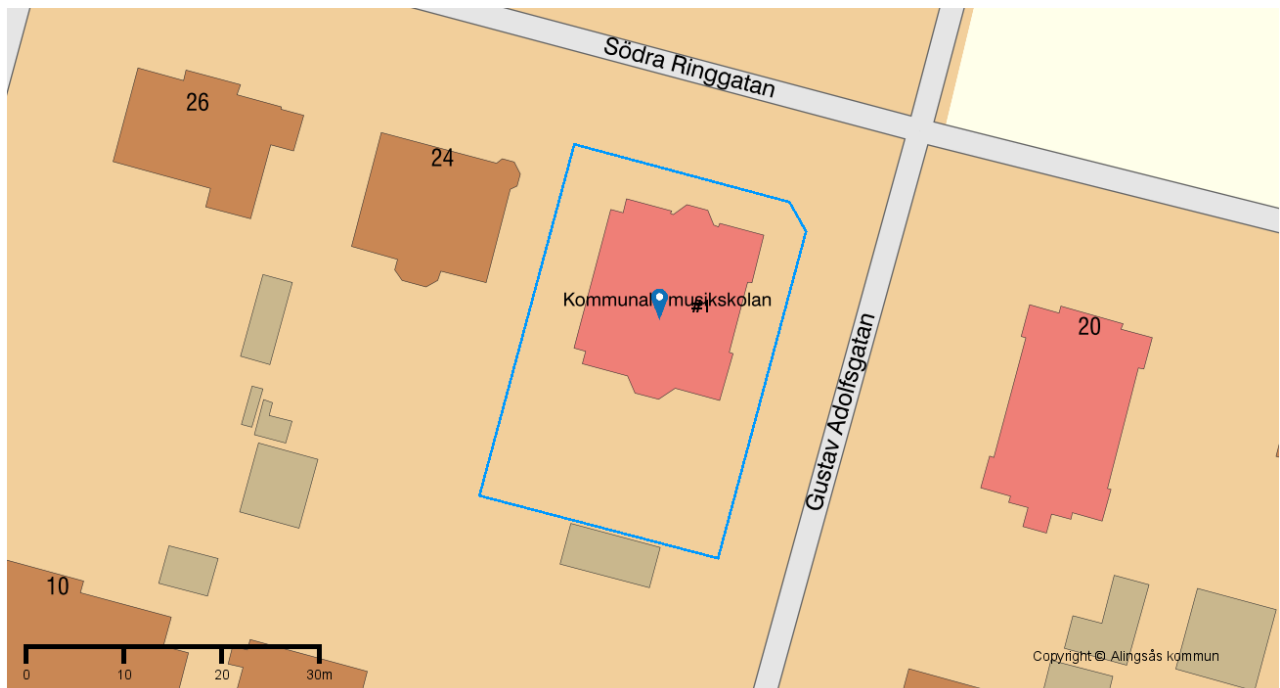 Södra Ringgatan
26
24
Kommunala musikskolan
#1
20
Gustav Adolfsgatan
10
0 10 20 30m
Copyright © Alingsås kommun